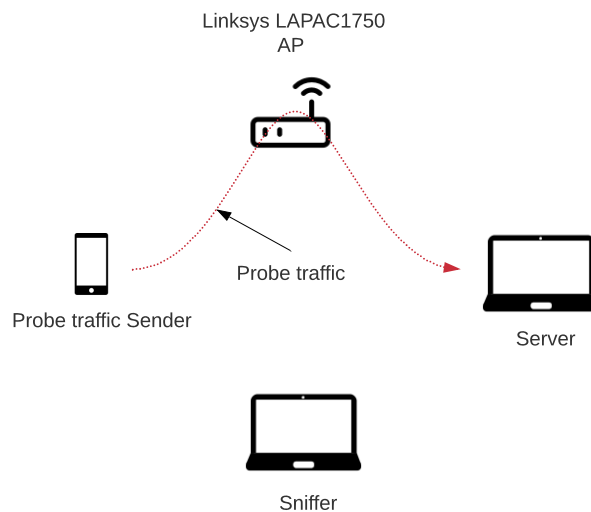 Linksys LAPAC1750
AP
Probe traffic
Probe traffic Sender
Server
Sniffer